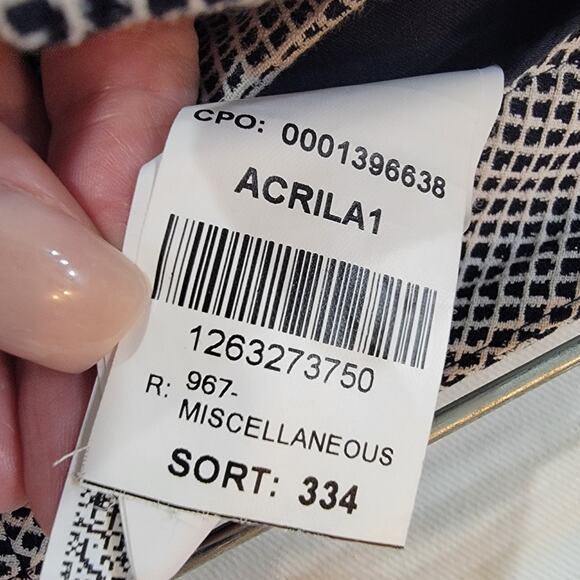 CPO: 0001396638
ACRILA1
1263273750
R: 967-
MISCELLANEOUS
SORT: 334